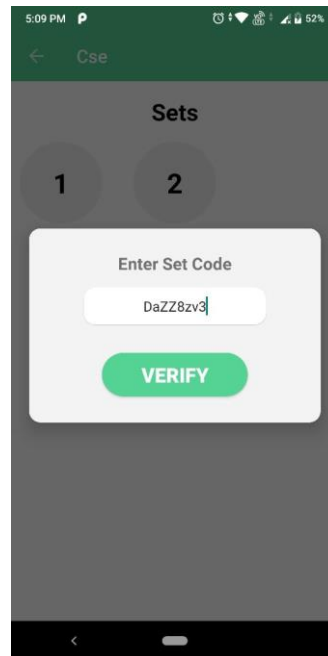 5:09 PM 52%
Cse
Sets
1 2
Enter Set Code
DaZZ8zv3
VERIFY